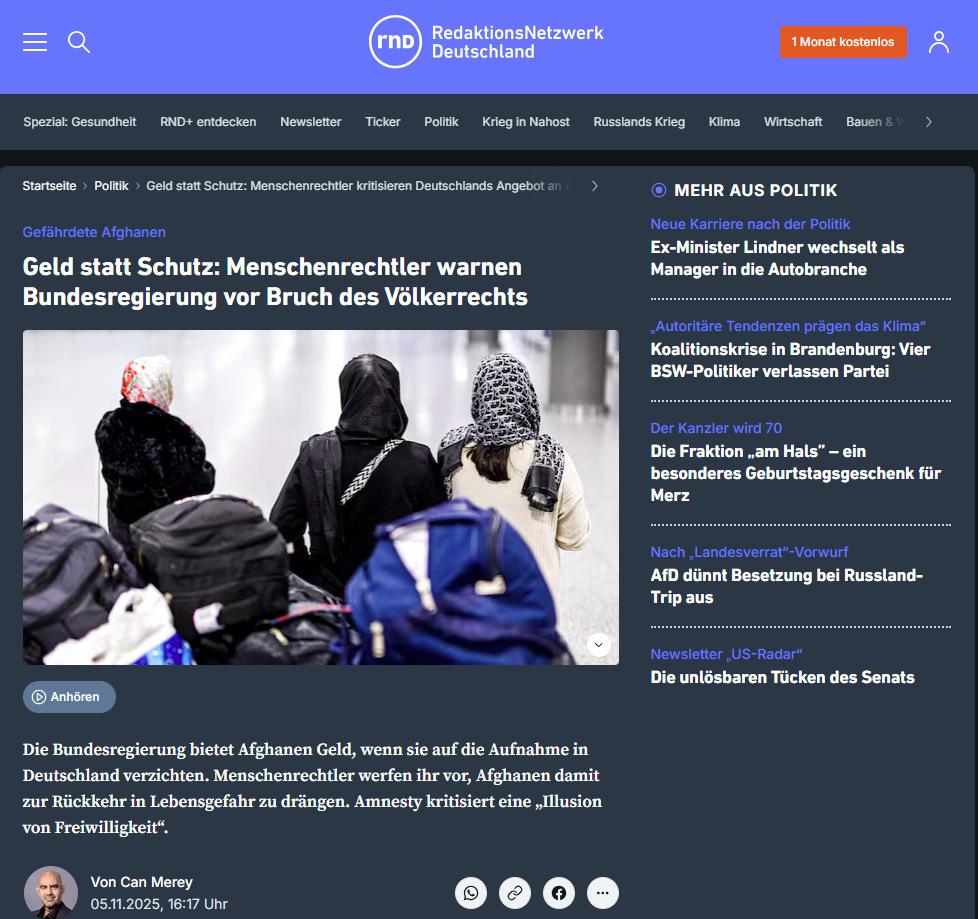 rnd RedaktionsNetzwerk
Deutschland
1 Monat kostenlos
Spezial: Gesundheit RND+ entdecken Newsletter Ticker Politik Krieg in Nahost Russlands Krieg Klima Wirtschaft Bauen &
Startseite › Politik › Geld statt Schutz: Menschenrechtler kritisieren Deutschlands Angebot an
Gefährdete Afghanen
Geld statt Schutz: Menschenrechtler warnen
Bundesregierung vor Bruch des Völkerrechts
Anhören
Die Bundesregierung bietet Afghanen Geld, wenn sie auf die Aufnahme in
Deutschland verzichten. Menschenrechtler werfen ihr vor, Afghanen damit
zur Rückkehr in Lebensgefahr zu drängen. Amnesty kritisiert eine „Illusion
von Freiwilligkeit“.
Von Can Merey
05.11.2025, 16:17 Uhr
MEHR AUS POLITIK
Neue Karriere nach der Politik
Ex-Minister Lindner wechselt als
Manager in die Autobranche
„Autoritäre Tendenzen prägen das Klima“
Koalitionskrise in Brandenburg: Vier
BSW-Politiker verlassen Partei
Der Kanzler wird 70
Die Fraktion „am Hals” – ein
besonderes Geburtstagsgeschenk für
Merz
Nach „Landesverrat“-Vorwurf
AfD dünnt Besetzung bei Russland-
Trip aus
Newsletter „US-Radar“
Die unlösbaren Tücken des Senats